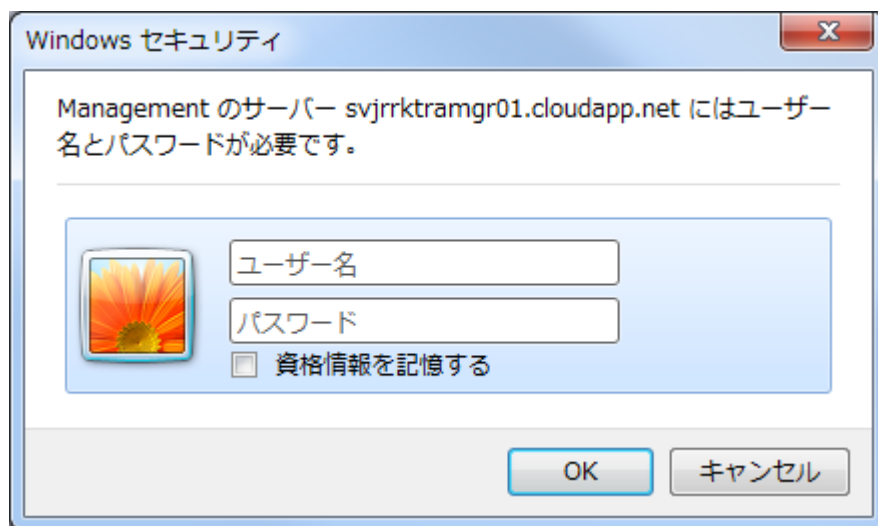 Windows セキュリティ
Management のサーバー svjrrktramgr01.cloudapp.net にはユーザー
名とパスワードが必要です。
ユーザー名
パスワード
資格情報を記憶する
OK
キャンセル